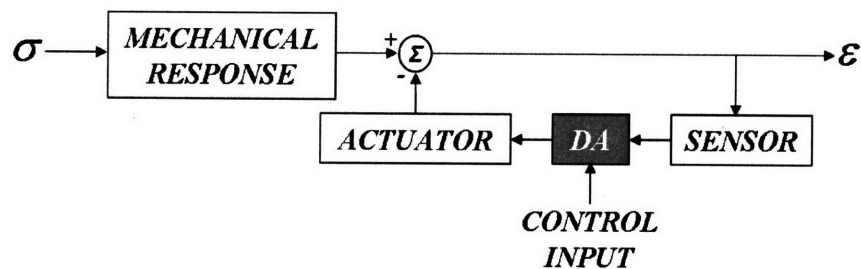 σ
MECHANICAL
RESPONSE
+
Σ
-
ε
ACTUATOR
DA
SENSOR
CONTROL
INPUT